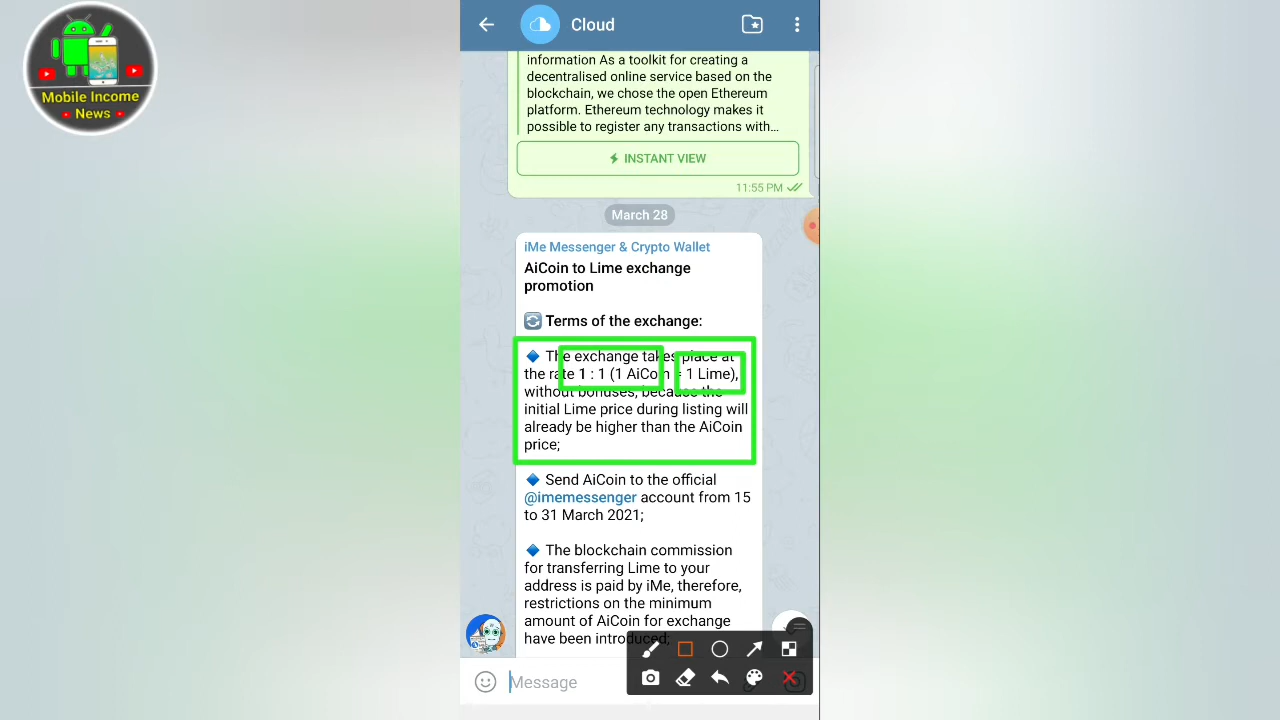 Mobile Income
News
Cloud
information As a toolkit for creating a
decentralised online service based on the
blockchain, we chose the open Ethereum
platform. Ethereum technology makes it
possible to register any transactions with...
INSTANT VIEW
11:55 PM
March 28
iMe Messenger & Crypto Wallet
AiCoin to Lime exchange
promotion
Terms of the exchange:
The exchange takes place at
the rate 1 : 1 (1 AiCoin = 1 Lime),
without bonuses, because the
initial Lime price during listing will
already be higher than the AiCoin
price;
Send AiCoin to the official
@imemessenger account from 15
to 31 March 2021;
The blockchain commission
for transferring Lime to your
address is paid by iMe, therefore,
restrictions on the minimum
amount of AiCoin for exchange
have been introduced;
Message